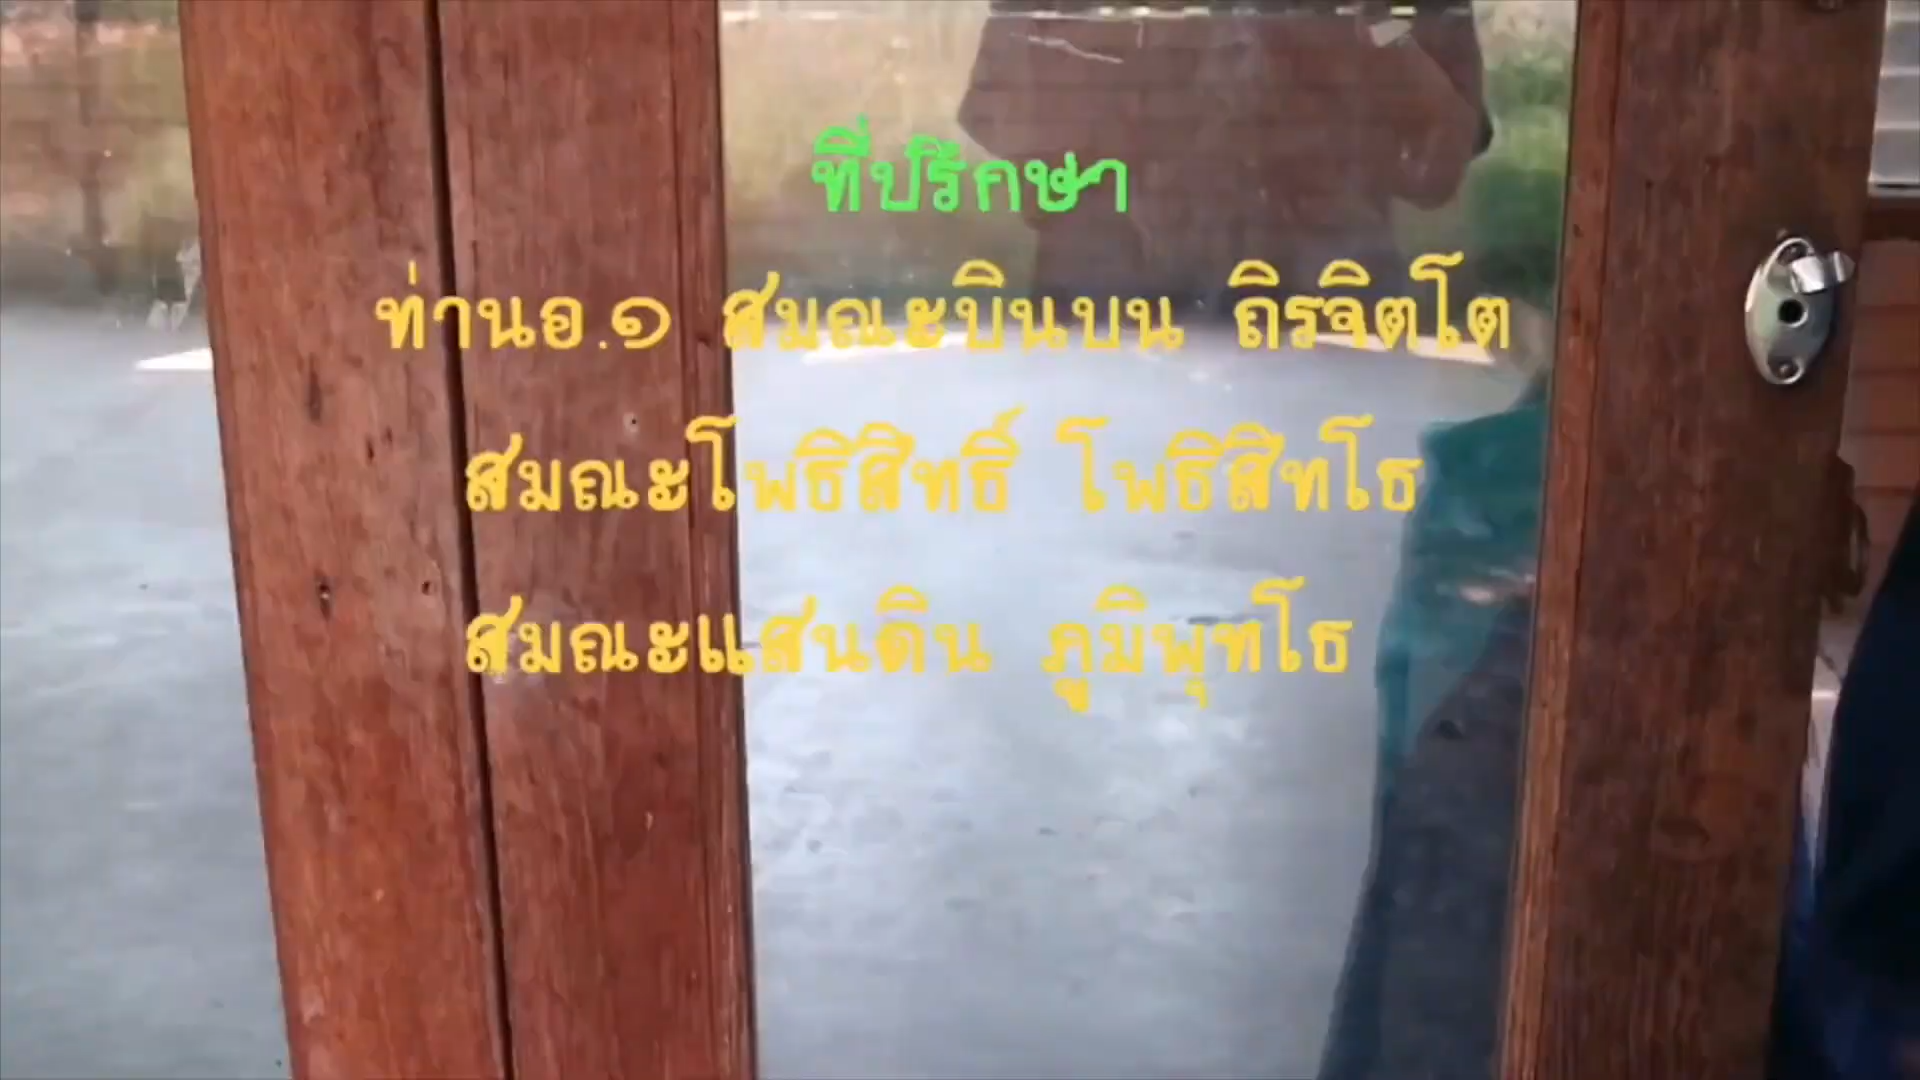 ที่ปรึกษา
ท่านอ.๑ สมณะบินบน ถิรจิตโต
สมณะโพธิสิทธิ์ โพธิสิทโธ
สมณะแสนดิน ภูมิพุทโธ